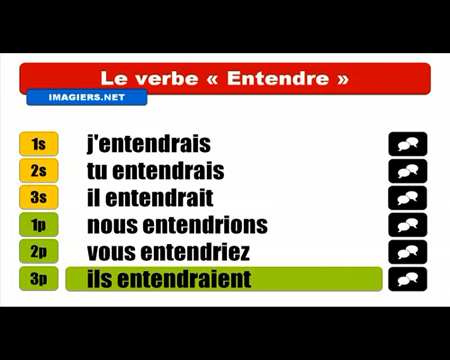 Le verbe « Entendre »
IMAGIERS.NET
1s j'entendrais
2s tu entendrais
3s il entendrait
1p nous entendrions
2p vous entendriez
3p ils entendraient